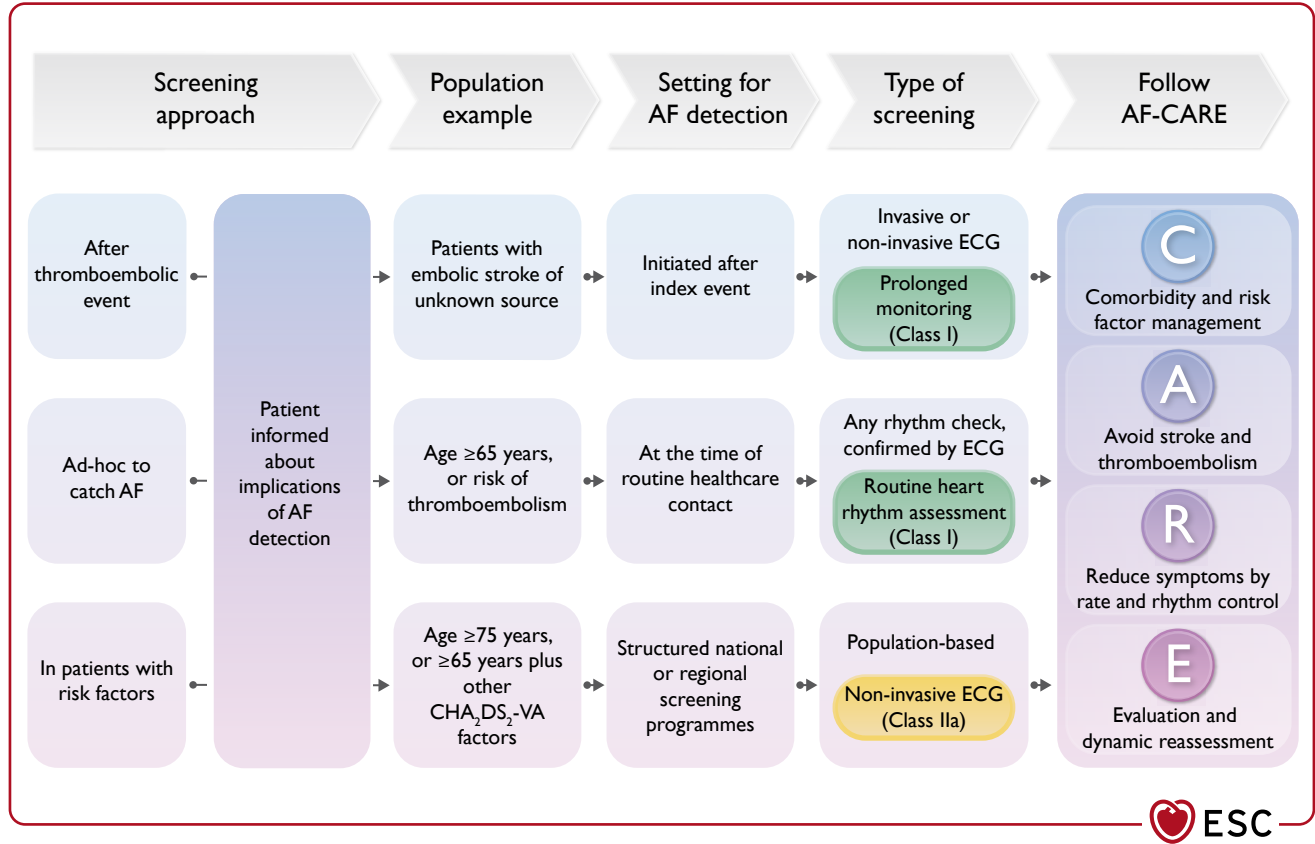 Screening
approach
Population
example
Setting for
AF detection
Type of
screening
Follow
AF-CARE
After
thromboembolic
event
Patient
informed
about
implications
of AF
detection
Patients with
embolic stroke of
unknown source
Initiated after
index event
Invasive or
non-invasive ECG
Prolonged
monitoring
(Class I)
Ad-hoc to
catch AF
Age ≥65 years,
or risk of
thromboembolism
At the time of
routine healthcare
contact
Any rhythm check,
confirmed by ECG
Routine heart
rhythm assessment
(Class I)
In patients with
risk factors
Age ≥75 years,
or ≥65 years plus
other
CHA₂DS₂-VA
factors
Structured national
or regional
screening
programmes
Population-based
Non-invasive ECG
(Class IIa)
C
Comorbidity and risk
factor management
A
Avoid stroke and
thromboembolism
R
Reduce symptoms by
rate and rhythm control
E
Evaluation and
dynamic reassessment
ESC